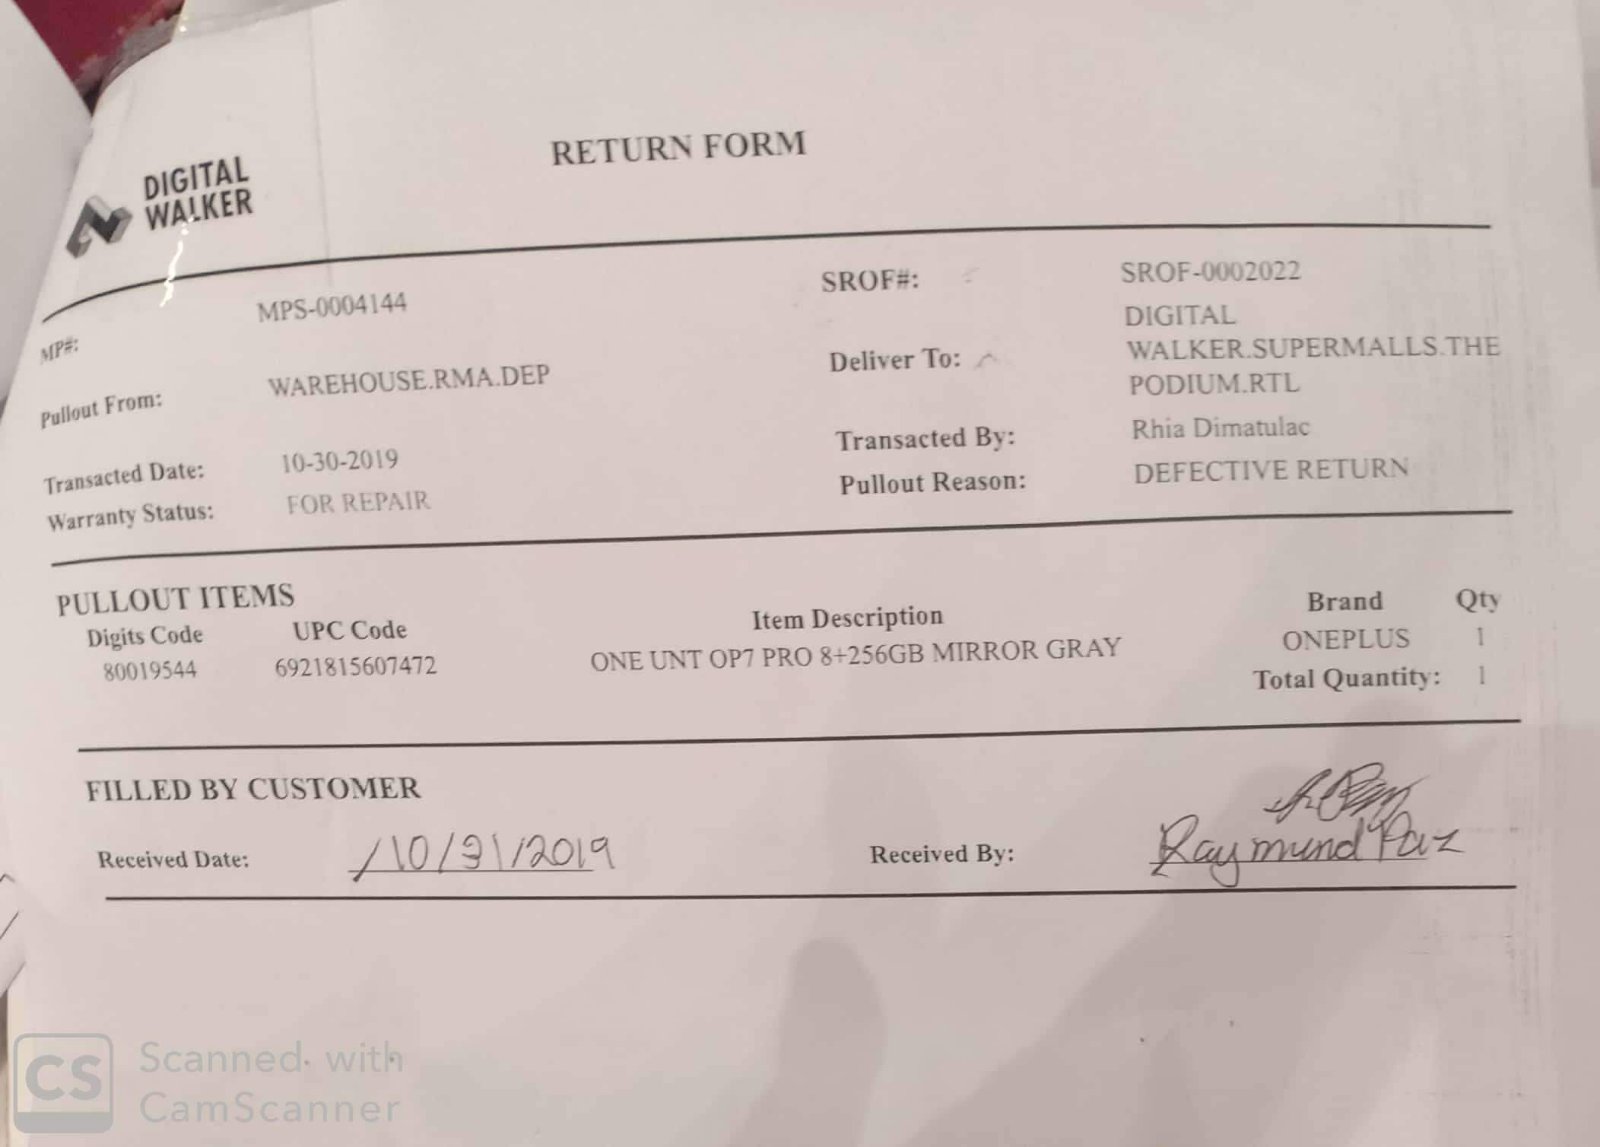 RETURN FORM
DIGITAL
WALKER
MP#: MPS-0004144
SROF#: SROF-0002022
Pullout From: WAREHOUSE.RMA.DEP
Deliver To: DIGITAL
WALKER.SUPERMALLS.THE
PODIUM.RTL
Transacted Date: 10-30-2019
Transacted By: Rhia Dimatulac
Warranty Status: FOR REPAIR
Pullout Reason: DEFECTIVE RETURN
PULLOUT ITEMS
Digits Code UPC Code Item Description Brand Qty
80019544 6921815607472 ONE UNT OP7 PRO 8+256GB MIRROR GRAY ONEPLUS 1
Total Quantity: 1
FILLED BY CUSTOMER
Received Date: /10/31/2019
Received By: Raymund Paz
CS Scanned with
CamScanner